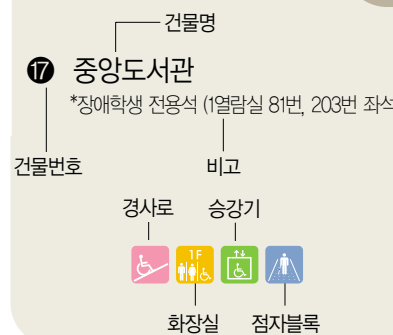 건물명
⓱ 중앙도서관
*장애학생 전용석 (1열람실 81번, 203번 좌석
건물번호
비고
경사로 승강기
1F
화장실 점자블록